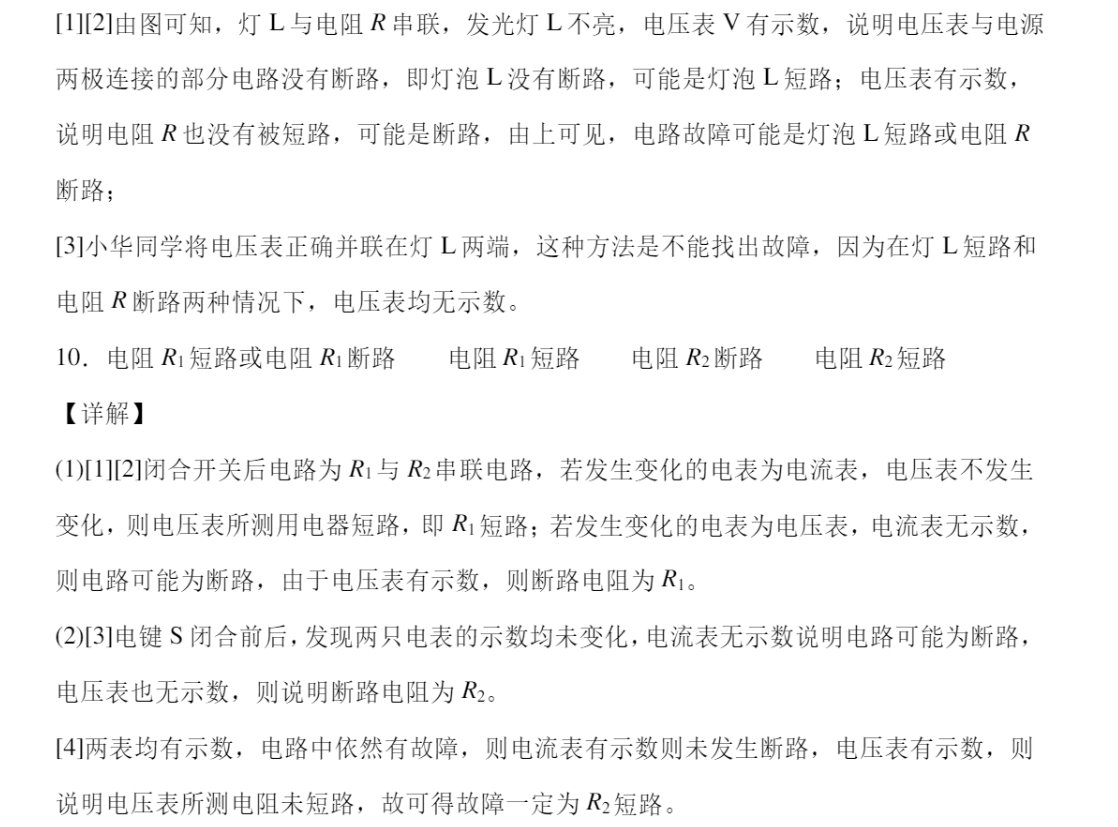 [1][2]由图可知，灯 L 与电阻 R 串联，发光灯 L 不亮，电压表 V 有示数，说明电压表与电源
两极连接的部分电路没有断路，即灯泡 L 没有断路，可能是灯泡 L 短路；电压表有示数，
说明电阻 R 也没有被短路，可能是断路，由上可见，电路故障可能是灯泡 L 短路或电阻 R
断路；
[3]小华同学将电压表正确并联在灯 L 两端，这种方法是不能找出故障，因为在灯 L 短路和
电阻 R 断路两种情况下，电压表均无示数。
10．电阻 R1 短路或电阻 R1 断路　　电阻 R1 短路　　电阻 R2 断路　　电阻 R2 短路
【详解】
(1)[1][2]闭合开关后电路为 R1 与 R2 串联电路，若发生变化的电表为电流表，电压表不发生
变化，则电压表所测用电器短路，即 R1 短路；若发生变化的电表为电压表，电流表无示数，
则电路可能为断路，由于电压表有示数，则断路电阻为 R1。
(2)[3]电键 S 闭合前后，发现两只电表的示数均未变化，电流表无示数说明电路可能为断路，
电压表也无示数，则说明断路电阻为 R2。
[4]两表均有示数，电路中依然有故障，则电流表有示数则未发生断路，电压表有示数，则
说明电压表所测电阻未短路，故可得故障一定为 R2 短路。